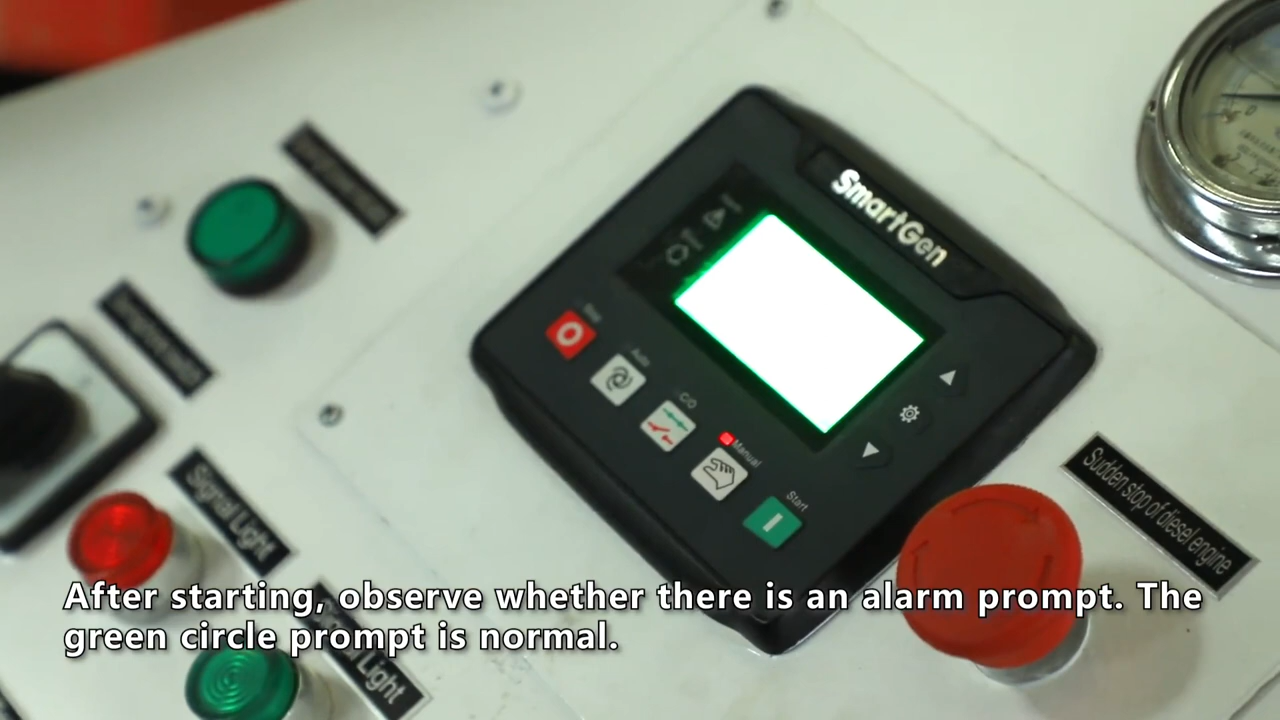 SmartGen
Stop
Auto
C/O
Manual
Start
Sudden stop of diesel engine
Signal Light
Light
0
After starting, observe whether there is an alarm prompt. The
green circle prompt is normal.